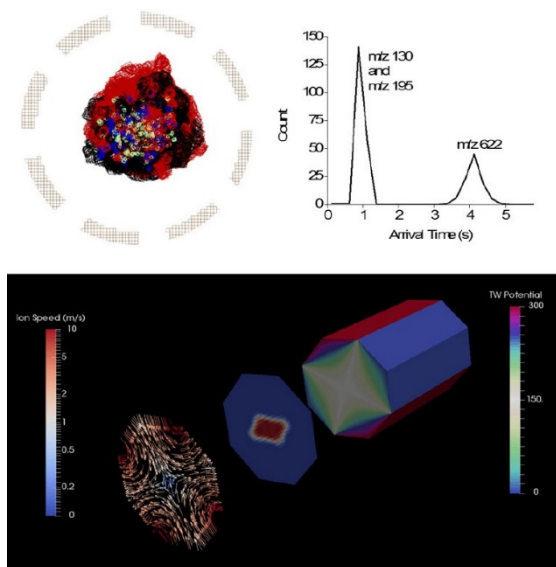 150
m/z 130
and
m/z 195
125
100
75
50
25
0
Count
m/z 622
0 1 2 3 4 5
Arrival Time (s)
Ion Speed (m/s)
10
5
2
1
0.5
0.2
0
TW Potential
300
150.
0